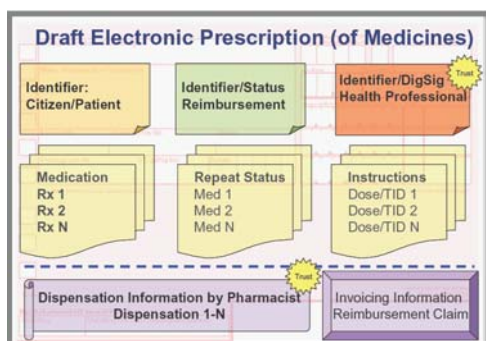 Draft Electronic Prescription (of Medicines)
Identifier:
Citizen/Patient
Identifier/Status
Reimbursement
Identifier/DigSig
Health Professional
Trust
Medication
Rx 1
Rx 2
Rx N
Repeat Status
Med 1
Med 2
Med N
Instructions
Dose/TID 1
Dose/TID 2
Dose/TID N
Trust
Dispensation Information by Pharmacist
Dispensation 1-N
Invoicing Information
Reimbursement Claim